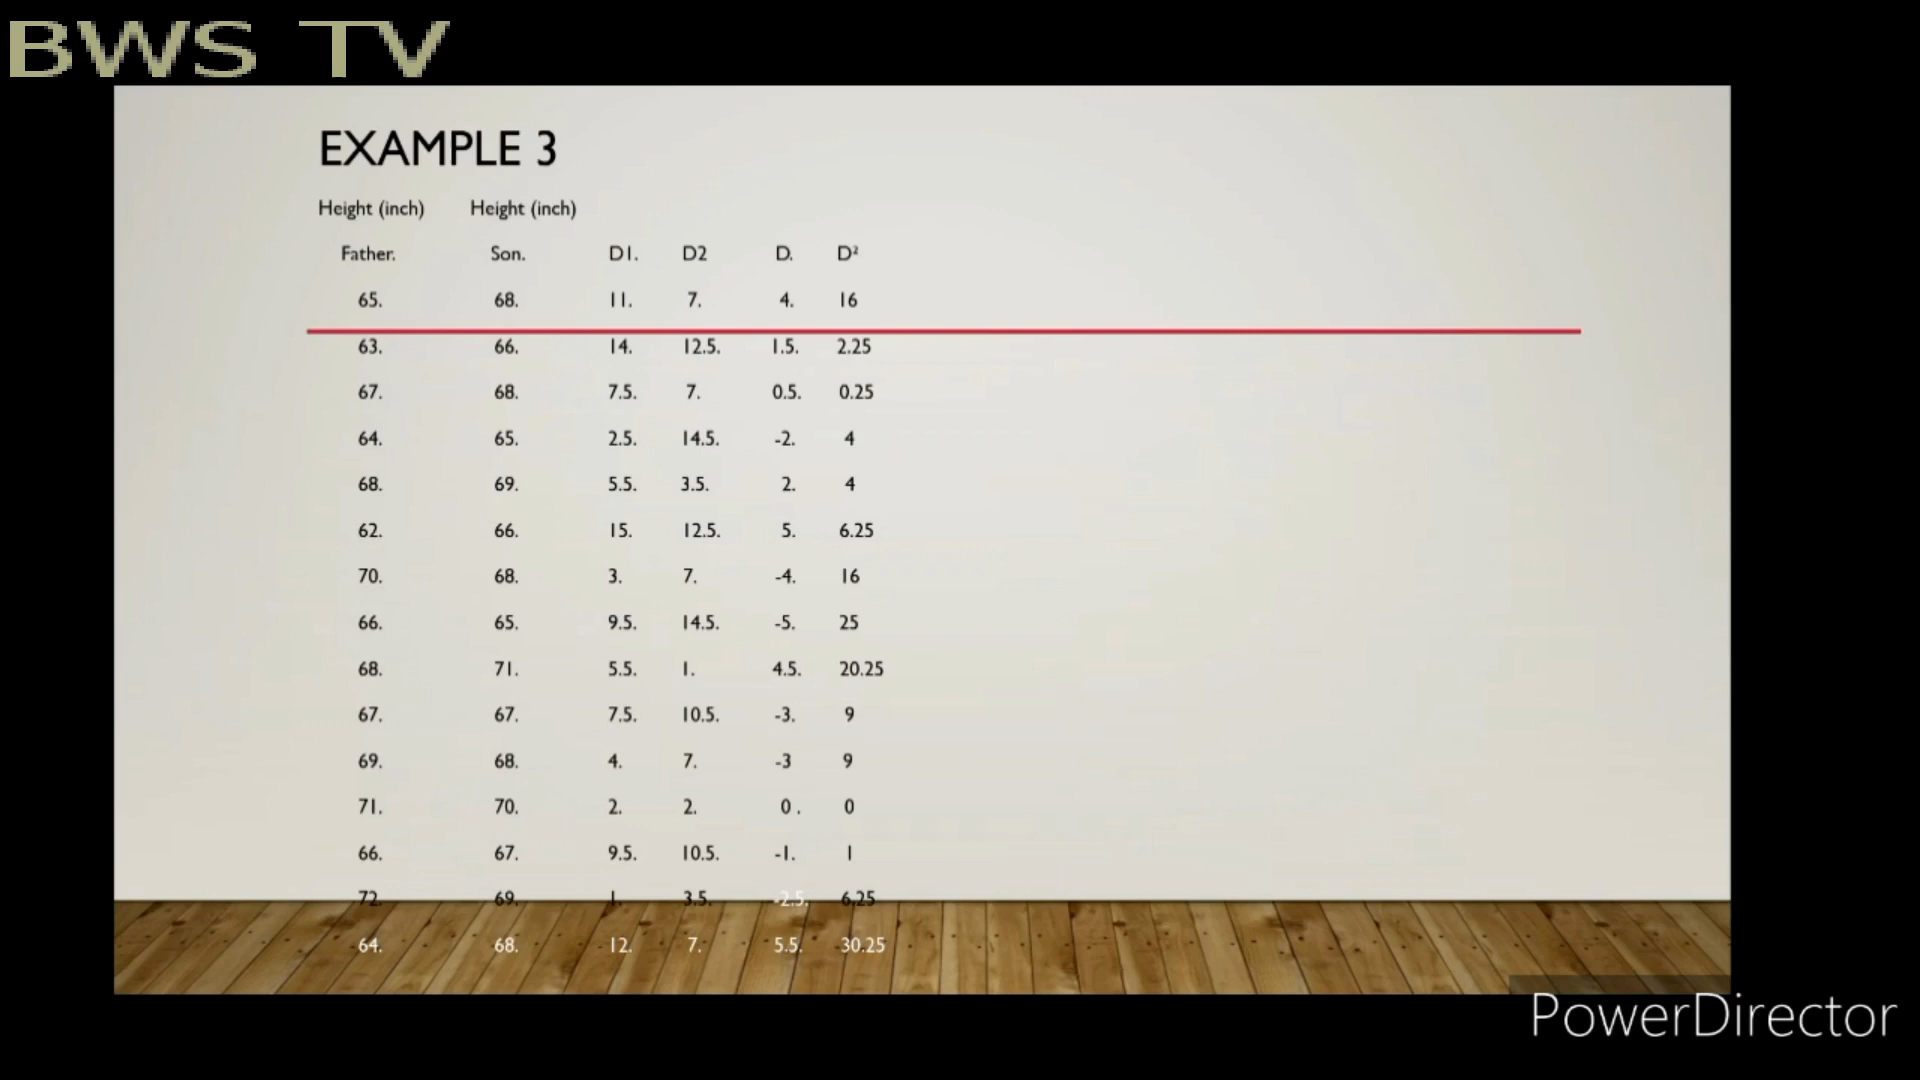 BWS TV
EXAMPLE 3
Height (inch) Height (inch)
Father. Son. D1. D2 D. D²
65. 68. 11. 7. 4. 16
63. 66. 14. 12.5. 1.5. 2.25
67. 68. 7.5. 7. 0.5. 0.25
64. 65. 2.5. 14.5. -2. 4
68. 69. 5.5. 3.5. 2. 4
62. 66. 15. 12.5. 5. 6.25
70. 68. 3. 7. -4. 16
66. 65. 9.5. 14.5. -5. 25
68. 71. 5.5. 1. 4.5. 20.25
67. 67. 7.5. 10.5. -3. 9
69. 68. 4. 7. -3 9
71. 70. 2. 2. 0 . 0
66. 67. 9.5. 10.5. -1. 1
72. 69. 1. 3.5. -2.5. 6.25
64. 68. 12. 7. 5.5. 30.25
PowerDirector